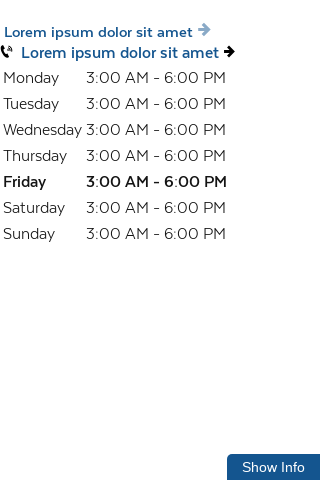 Lorem ipsum dolor sit amet
Lorem ipsum dolor sit amet
Monday 3:00 AM - 6:00 PM
Tuesday 3:00 AM - 6:00 PM
Wednesday 3:00 AM - 6:00 PM
Thursday 3:00 AM - 6:00 PM
Friday 3:00 AM - 6:00 PM
Saturday 3:00 AM - 6:00 PM
Sunday 3:00 AM - 6:00 PM
Show Info